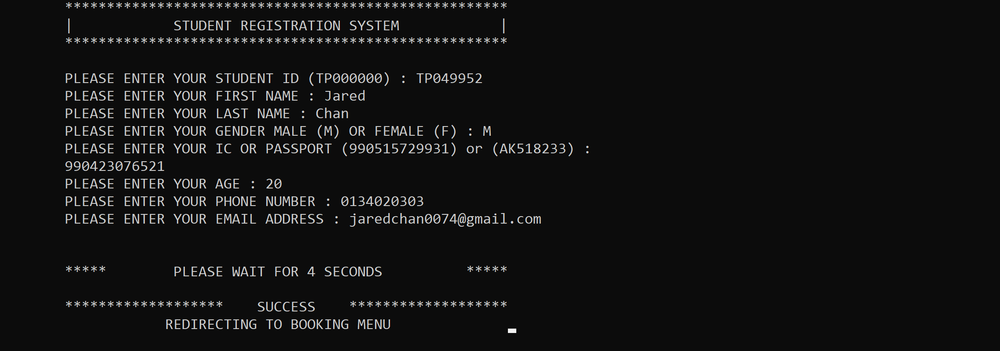 *****************************************************
|            STUDENT REGISTRATION SYSTEM            |
*****************************************************
PLEASE ENTER YOUR STUDENT ID (TP000000) : TP049952
PLEASE ENTER YOUR FIRST NAME : Jared
PLEASE ENTER YOUR LAST NAME : Chan
PLEASE ENTER YOUR GENDER MALE (M) OR FEMALE (F) : M
PLEASE ENTER YOUR IC OR PASSPORT (990515729931) or (AK518233) :
990423076521
PLEASE ENTER YOUR AGE : 20
PLEASE ENTER YOUR PHONE NUMBER : 0134020303
PLEASE ENTER YOUR EMAIL ADDRESS : jaredchan0074@gmail.com
*****        PLEASE WAIT FOR 4 SECONDS          *****
*******************    SUCCESS    *******************
REDIRECTING TO BOOKING MENU